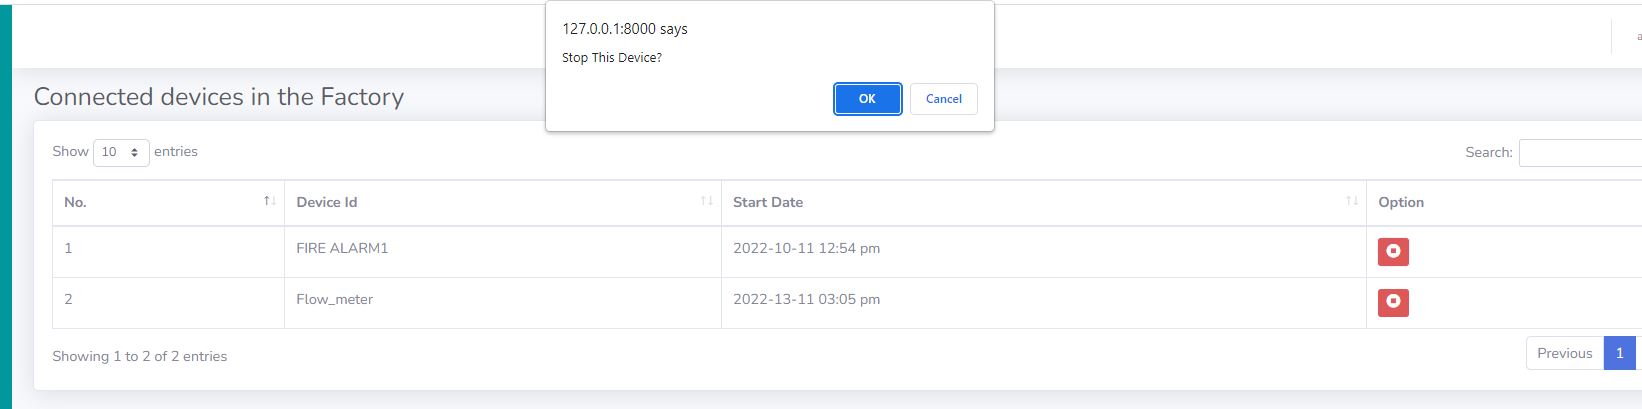 127.0.0.1:8000 says
Stop This Device?
OK Cancel
Connected devices in the Factory
Show 10 entries
Search:
No. Device Id Start Date Option
1 FIRE ALARM1 2022-10-11 12:54 pm
2 Flow_meter 2022-13-11 03:05 pm
Showing 1 to 2 of 2 entries
Previous 1